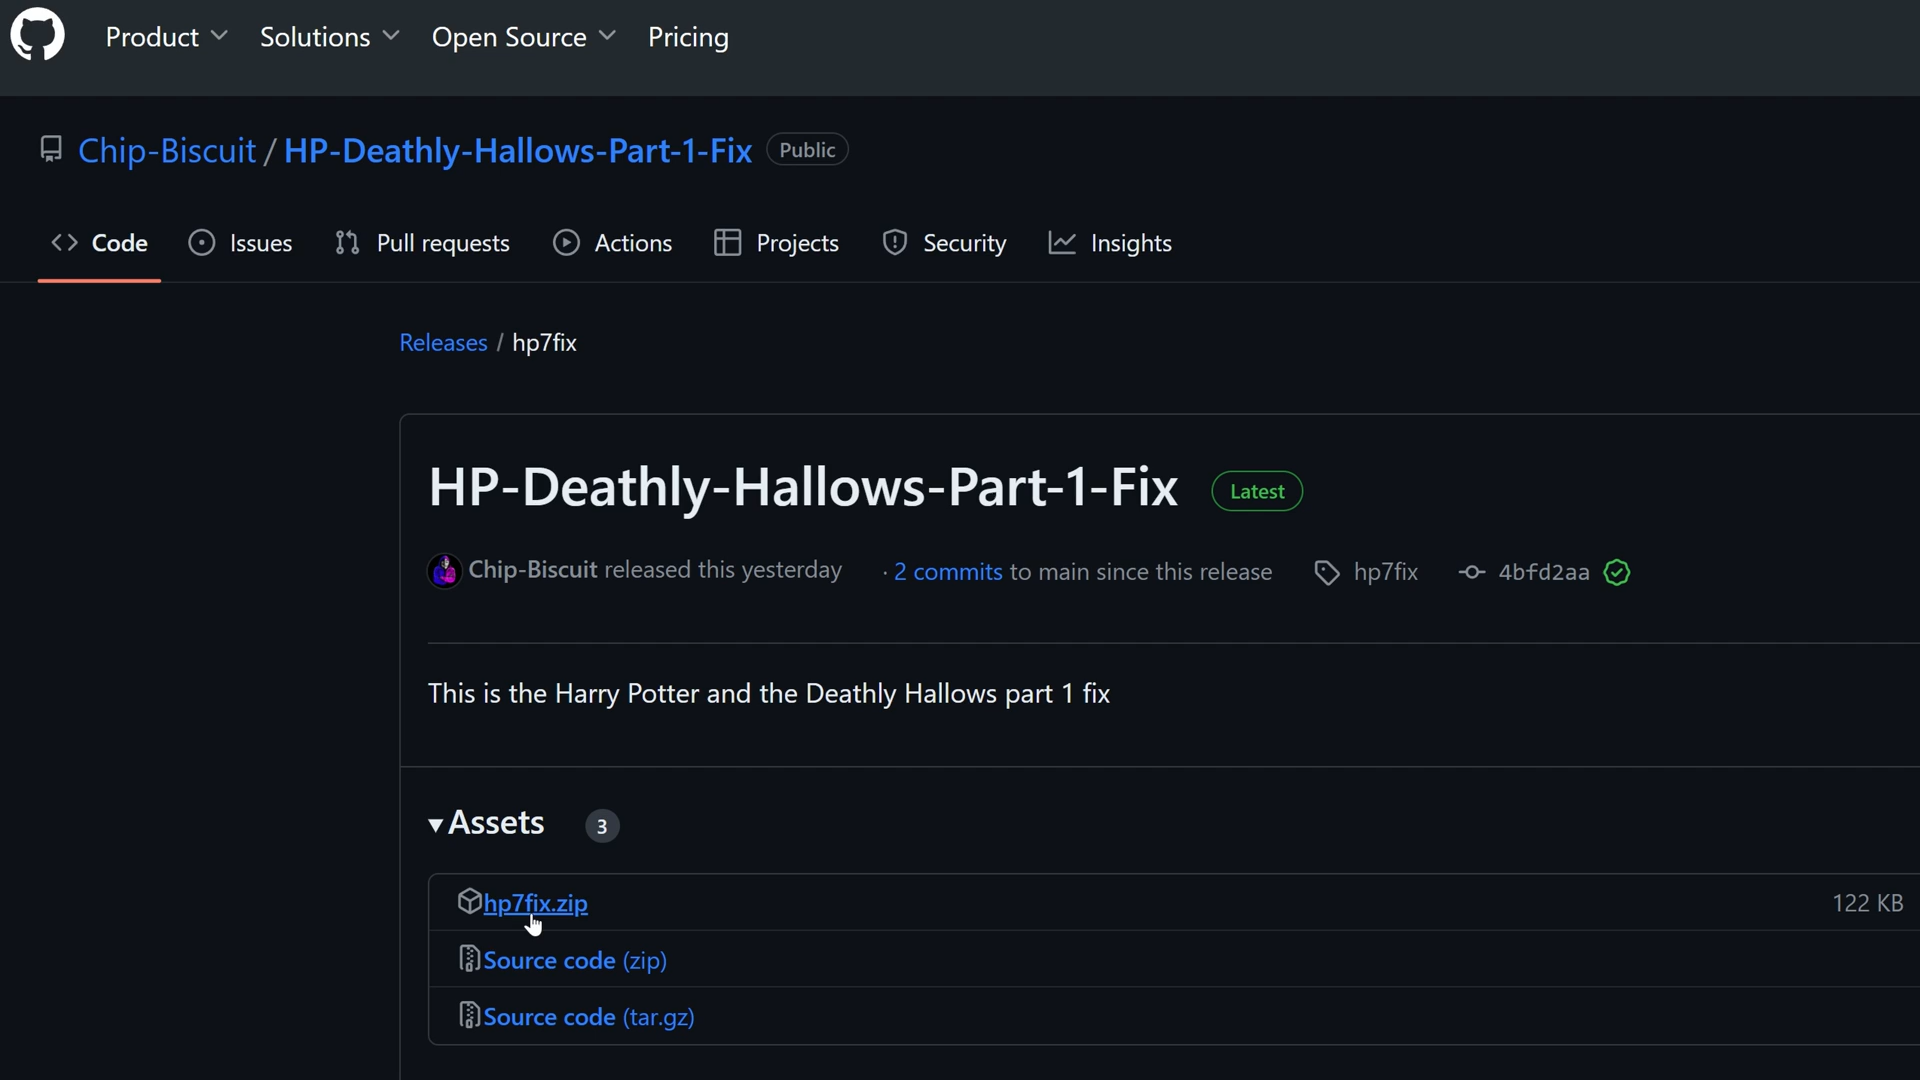 Product Solutions Open Source Pricing
Chip-Biscuit / HP-Deathly-Hallows-Part-1-Fix Public
Code Issues Pull requests Actions Projects Security Insights
Releases / hp7fix
HP-Deathly-Hallows-Part-1-Fix Latest
Chip-Biscuit released this yesterday · 2 commits to main since this release hp7fix 4bfd2aa
This is the Harry Potter and the Deathly Hallows part 1 fix
Assets 3
hp7fix.zip 122 KB
Source code (zip)
Source code (tar.gz)